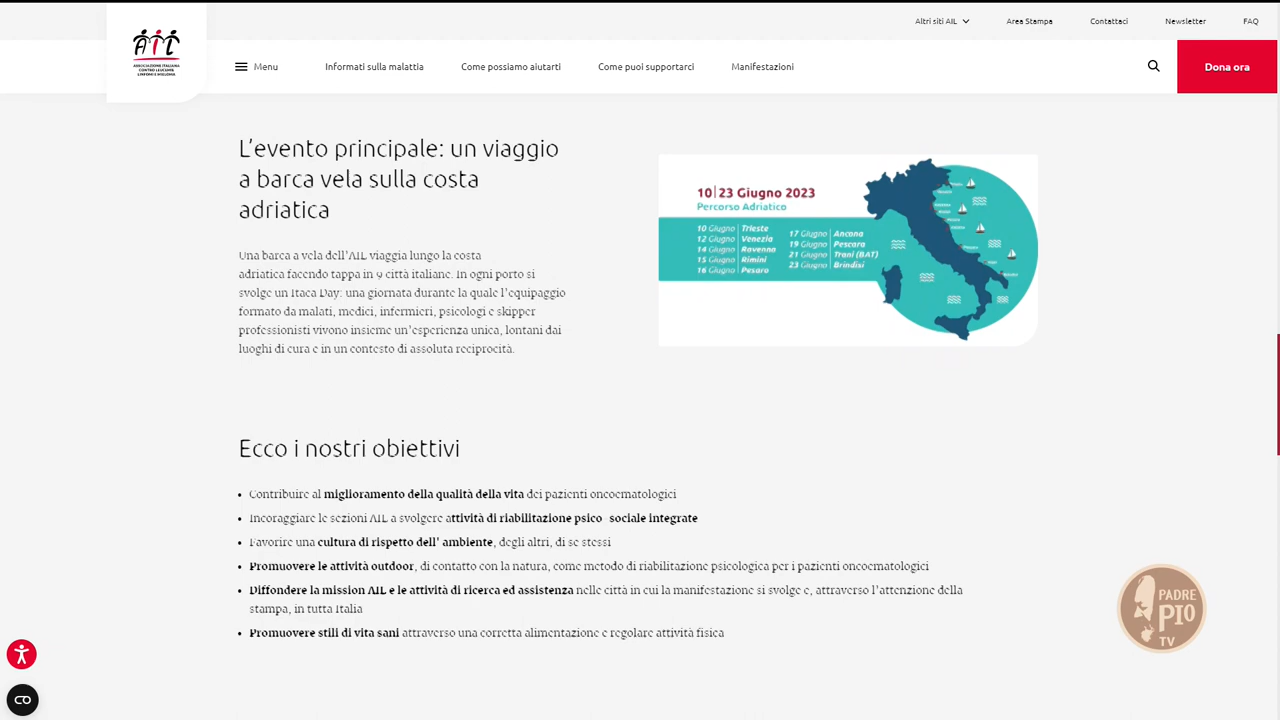 Altri siti AIL
Area Stampa
Contattaci
Newsletter
FAQ
AIL
ASSOCIAZIONE ITALIANA
CONTRO LEUCEMIE
LINFOMI E MIELOMA
Menu
Informati sulla malattia
Come possiamo aiutarti
Come puoi supportarci
Manifestazioni
Dona ora
L’evento principale: un viaggio
a barca vela sulla costa
adriatica
Una barca a vela dell’AIL viaggia lungo la costa
adriatica facendo tappa in 9 città italiane. In ogni porto si
svolge un Itaca Day: una giornata durante la quale l’equipaggio
formato da malati, medici, infermieri, psicologi e skipper
professionisti vivono insieme un’esperienza unica, lontani dai
luoghi di cura e in un contesto di assoluta reciprocità.
10|23 Giugno 2023
Percorso Adriatico
10 Giugno | Trieste
12 Giugno | Venezia
14 Giugno | Ravenna
15 Giugno | Rimini
16 Giugno | Pesaro
17 Giugno | Ancona
19 Giugno | Pescara
21 Giugno | Trani (BAT)
23 Giugno | Brindisi
Ecco i nostri obiettivi
• Contribuire al miglioramento della qualità della vita dei pazienti oncoematologici
• Incoraggiare le sezioni AIL a svolgere attività di riabilitazione psico sociale integrate
• Favorire una cultura di rispetto dell' ambiente, degli altri, di se stessi
• Promuovere le attività outdoor, di contatto con la natura, come metodo di riabilitazione psicologica per i pazienti oncoematologici
• Diffondere la mission AIL e le attività di ricerca ed assistenza nelle città in cui la manifestazione si svolge e, attraverso l’attenzione della
stampa, in tutta Italia
• Promuovere stili di vita sani attraverso una corretta alimentazione e regolare attività fisica
PADRE
PIO
TV